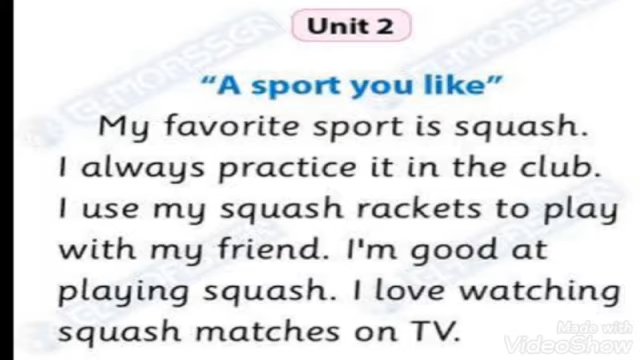 Unit 2
“A sport you like”
My favorite sport is squash.
I always practice it in the club.
I use my squash rackets to play
with my friend. I'm good at
playing squash. I love watching
squash matches on TV.
Made with
VideoShow